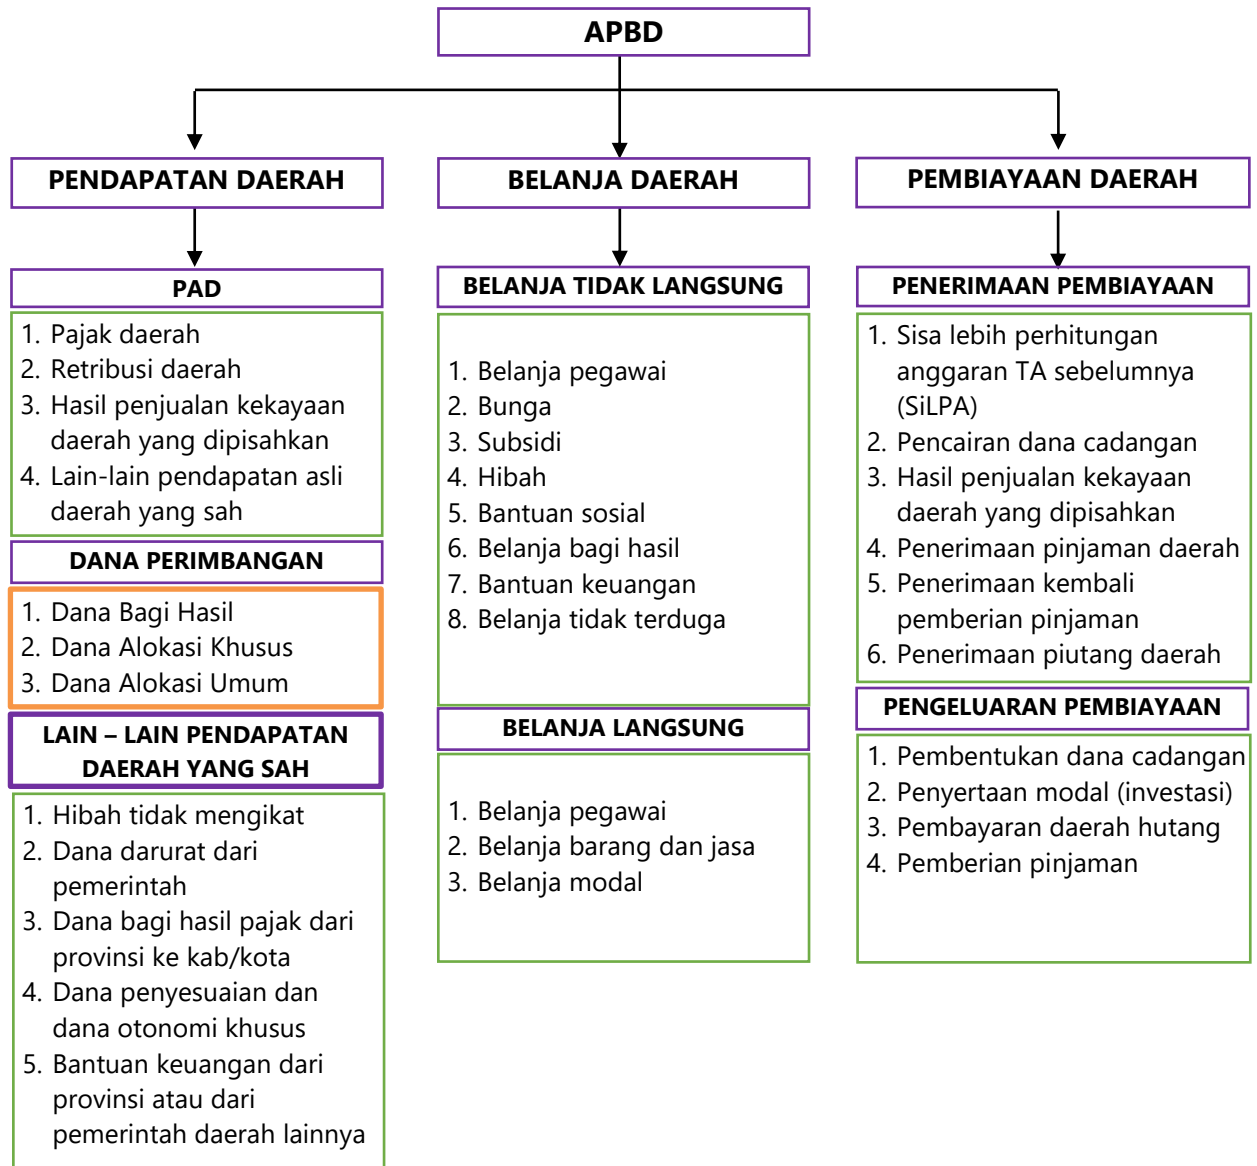 APBD
PENDAPATAN DAERAH
PAD
1. Pajak daerah
2. Retribusi daerah
3. Hasil penjualan kekayaan
daerah yang dipisahkan
4. Lain-lain pendapatan asli
daerah yang sah
DANA PERIMBANGAN
1. Dana Bagi Hasil
2. Dana Alokasi Khusus
3. Dana Alokasi Umum
LAIN – LAIN PENDAPATAN
DAERAH YANG SAH
1. Hibah tidak mengikat
2. Dana darurat dari
pemerintah
3. Dana bagi hasil pajak dari
provinsi ke kab/kota
4. Dana penyesuaian dan
dana otonomi khusus
5. Bantuan keuangan dari
provinsi atau dari
pemerintah daerah lainnya
BELANJA DAERAH
BELANJA TIDAK LANGSUNG
1. Belanja pegawai
2. Bunga
3. Subsidi
4. Hibah
5. Bantuan sosial
6. Belanja bagi hasil
7. Bantuan keuangan
8. Belanja tidak terduga
BELANJA LANGSUNG
1. Belanja pegawai
2. Belanja barang dan jasa
3. Belanja modal
PEMBIAYAAN DAERAH
PENERIMAAN PEMBIAYAAN
1. Sisa lebih perhitungan
anggaran TA sebelumnya
(SiLPA)
2. Pencairan dana cadangan
3. Hasil penjualan kekayaan
daerah yang dipisahkan
4. Penerimaan pinjaman daerah
5. Penerimaan kembali
pemberian pinjaman
6. Penerimaan piutang daerah
PENGELUARAN PEMBIAYAAN
1. Pembentukan dana cadangan
2. Penyertaan modal (investasi)
3. Pembayaran daerah hutang
4. Pemberian pinjaman